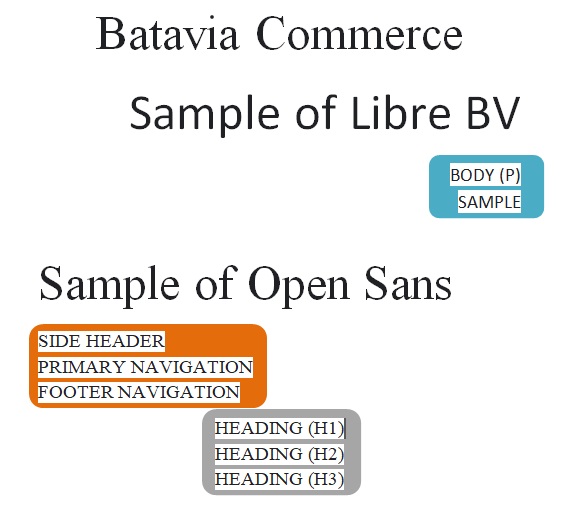 Batavia Commerce
Sample of Libre BV
BODY (P)
SAMPLE
Sample of Open Sans
SIDE HEADER
PRIMARY NAVIGATION
FOOTER NAVIGATION
HEADING (H1)
HEADING (H2)
HEADING (H3)